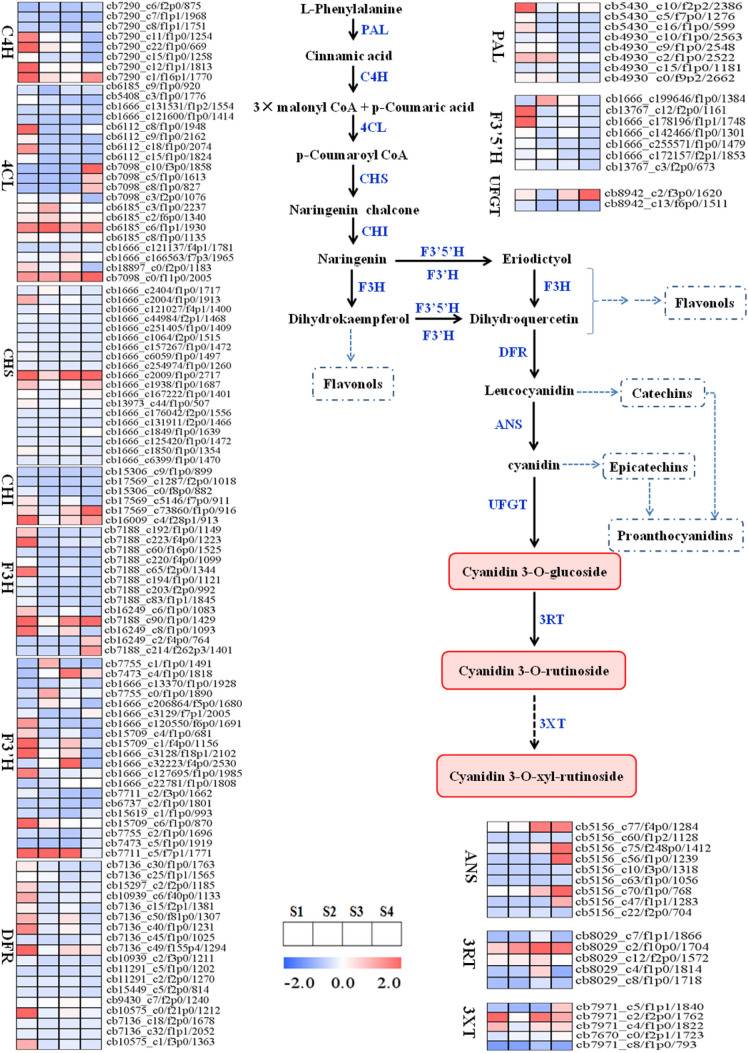 C4H
cb7290_c6/f2p0/875
cb7290_c7/f1p1/1968
cb7290_c8/f1p1/1751
cb7290_c11/f1p0/1254
cb7290_c22/f1p0/669
cb7290_c15/f1p0/1258
cb7290_c12/f1p1/1813
cb7290_c1/f16p1/1770
4CL
cb6185_c9/f1p0/920
cb5408_c3/f1p0/1776
cb1666_c131531/f1p2/1554
cb1666_c121600/f1p0/1414
cb6112_c8/f1p0/1948
cb6112_c9/f1p0/2162
cb6112_c18/f1p0/2074
cb6112_c15/f1p0/1824
cb7098_c10/f3p0/1858
cb7098_c5/f1p0/1613
cb7098_c8/f1p0/827
cb7098_c3/f2p0/1076
cb6185_c3/f1p0/2237
cb6185_c2/f6p0/1340
cb6185_c6/f1p1/1930
cb6185_c8/f1p0/1135
cb1666_c121137/f4p1/1781
cb1666_c166563/f7p3/1965
cb18897_c0/f2p0/1183
cb7098_c0/f11p0/2005
CHS
cb1666_c2404/f1p0/1717
cb1666_c2004/f1p0/1913
cb1666_c121027/f4p1/1400
cb1666_c44984/f2p1/1468
cb1666_c251405/f1p0/1409
cb1666_c1064/f2p0/1515
cb1666_c157267/f1p0/1472
cb1666_c6059/f1p0/1497
cb1666_c254974/f1p0/1260
cb1666_c2009/f1p0/2717
cb1666_c1938/f1p0/1687
cb1666_c167222/f1p0/1401
cb13973_c44/f1p0/507
cb1666_c176042/f2p0/1556
cb1666_c131911/f2p0/1466
cb1666_c1849/f1p0/1639
cb1666_c125420/f1p0/1472
cb1666_c1850/f1p0/1354
cb1666_c6399/f1p0/1470
CHI
cb15306_c9/f1p0/899
cb17569_c1287/f2p0/1018
cb15306_c0/f8p0/882
cb17569_c5146/f7p0/911
cb17569_c73860/f1p0/916
cb16009_c4/f28p1/913
F3H
cb7188_c192/f1p0/1149
cb7188_c223/f4p0/1223
cb7188_c60/f16p0/1525
cb7188_c220/f4p0/1099
cb7188_c65/f2p0/1344
cb7188_c194/f1p0/1121
cb7188_c203/f2p0/992
cb7188_c83/f1p1/1845
cb16249_c6/f1p0/1083
cb7188_c90/f1p0/1429
cb16249_c8/f1p0/1093
cb16249_c2/f4p0/764
cb7188_c214/f262p3/1401
F3'H
cb7755_c1/f1p0/1491
cb7473_c4/f1p0/1818
cb1666_c13370/f1p0/1928
cb7755_c0/f1p0/1890
cb1666_c206864/f5p0/1680
cb1666_c3129/f7p1/2005
cb1666_c120550/f6p0/1691
cb15709_c4/f1p0/681
cb15709_c1/f4p0/1156
cb1666_c3128/f18p1/2102
cb1666_c32223/f4p0/2530
cb1666_c127695/f1p0/1985
cb1666_c22781/f1p0/1808
cb7711_c2/f3p0/1662
cb6737_c2/f1p0/1801
cb15619_c1/f1p0/993
cb15709_c6/f1p0/870
cb7755_c2/f1p0/1696
cb7473_c5/f1p0/1919
cb7711_c5/f7p1/1771
DFR
cb7136_c30/f1p0/1763
cb7136_c25/f1p1/1565
cb15297_c2/f2p0/1185
cb10939_c6/f40p0/1133
cb7136_c15/f2p1/1381
cb7136_c50/f81p0/1307
cb7136_c40/f1p0/1231
cb7136_c45/f1p0/1025
cb7136_c49/f155p4/1294
cb10939_c2/f3p0/1211
cb11291_c5/f1p0/1202
cb11291_c2/f2p0/1270
cb15449_c5/f2p0/814
cb9430_c7/f2p0/1240
cb10575_c0/f21p0/1212
cb7136_c18/f2p0/1678
cb7136_c32/f1p1/2052
cb10575_c1/f3p0/1363
L-Phenylalanine
PAL
Cinnamic acid
C4H
3× malonyl CoA + p-Coumaric acid
4CL
p-Coumaroyl CoA
CHS
Naringenin chalcone
CHI
Naringenin
F3'5'H
F3'H
Eriodictyol
F3H
F3H
Dihydrokaempferol
F3'5'H
F3'H
Dihydroquercetin
Flavonols
Flavonols
DFR
Leucocyanidin
Catechins
ANS
cyanidin
Epicatechins
UFGT
Proanthocyanidins
Cyanidin 3-O-glucoside
3RT
Cyanidin 3-O-rutinoside
3XT
Cyanidin 3-O-xyl-rutinoside
PAL
cb5430_c10/f2p2/2386
cb5430_c5/f7p0/1276
cb5430_c16/f1p0/599
cb4930_c10/f1p0/2563
cb4930_c9/f1p0/2548
cb4930_c2/f1p0/2522
cb4930_c15/f1p0/1181
cb4930_c0/f9p2/2662
F3'5'H
cb1666_c199646/f1p0/1384
cb13767_c12/f2p0/1161
cb1666_c178196/f1p1/1748
cb1666_c142466/f1p0/1301
cb1666_c255571/f1p0/1479
cb1666_c172157/f2p1/1853
cb13767_c3/f2p0/673
UFGT
cb8942_c2/f3p0/1620
cb8942_c13/f6p0/1511
ANS
cb5156_c77/f4p0/1284
cb5156_c60/f1p2/1128
cb5156_c75/f248p0/1412
cb5156_c56/f1p0/1239
cb5156_c10/f3p0/1318
cb5156_c63/f1p0/1056
cb5156_c70/f1p0/768
cb5156_c47/f1p1/1283
cb5156_c22/f2p0/704
3RT
cb8029_c7/f1p1/1866
cb8029_c2/f10p0/1704
cb8029_c12/f2p0/1572
cb8029_c4/f1p0/1814
cb8029_c8/f1p0/1718
3XT
cb7971_c5/f1p1/1840
cb7971_c2/f2p0/1762
cb7971_c4/f1p0/1822
cb7670_c0/f2p1/1723
cb7971_c8/f1p0/793
S1 S2 S3 S4
-2.0 0.0 2.0